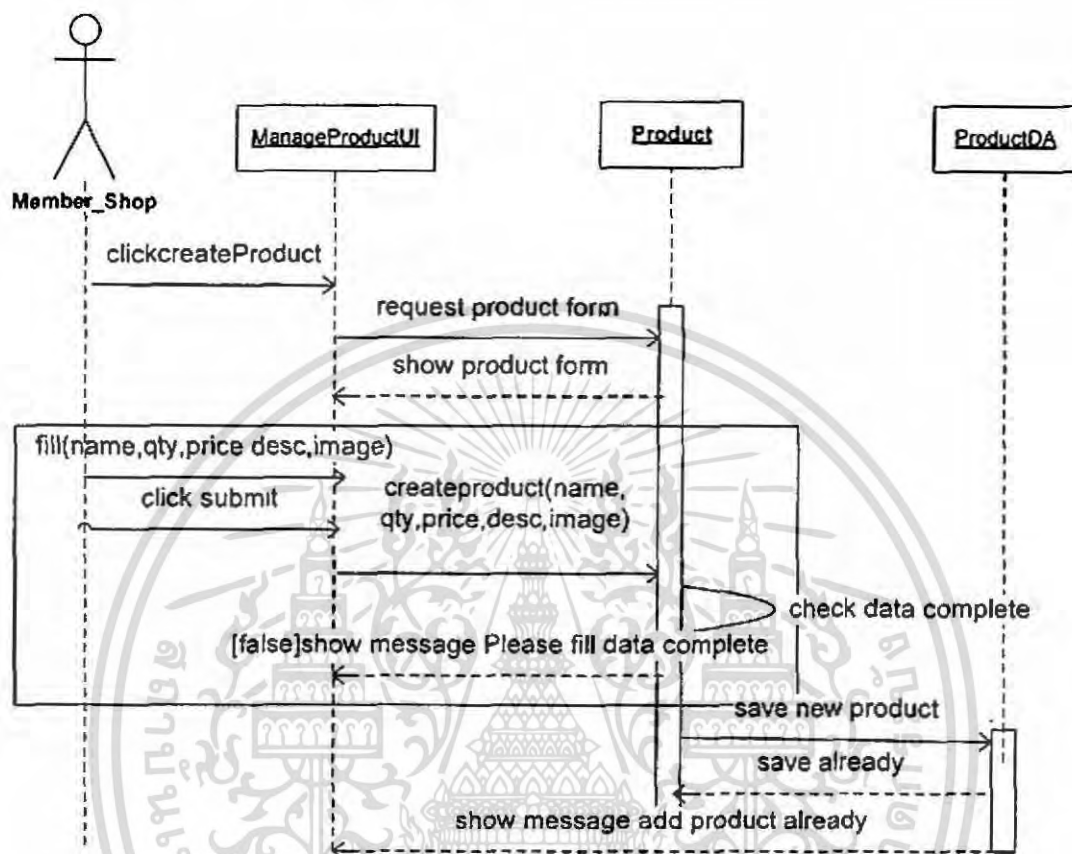 ManageProductUI
Product
ProductDA
Member_Shop
clickcreateProduct
request product form
show product form
fill(name,qty,price desc,image)
click submit
createproduct(name,
qty,price,desc,image)
check data complete
[false]show message Please fill data complete
save new product
save already
show message add product already